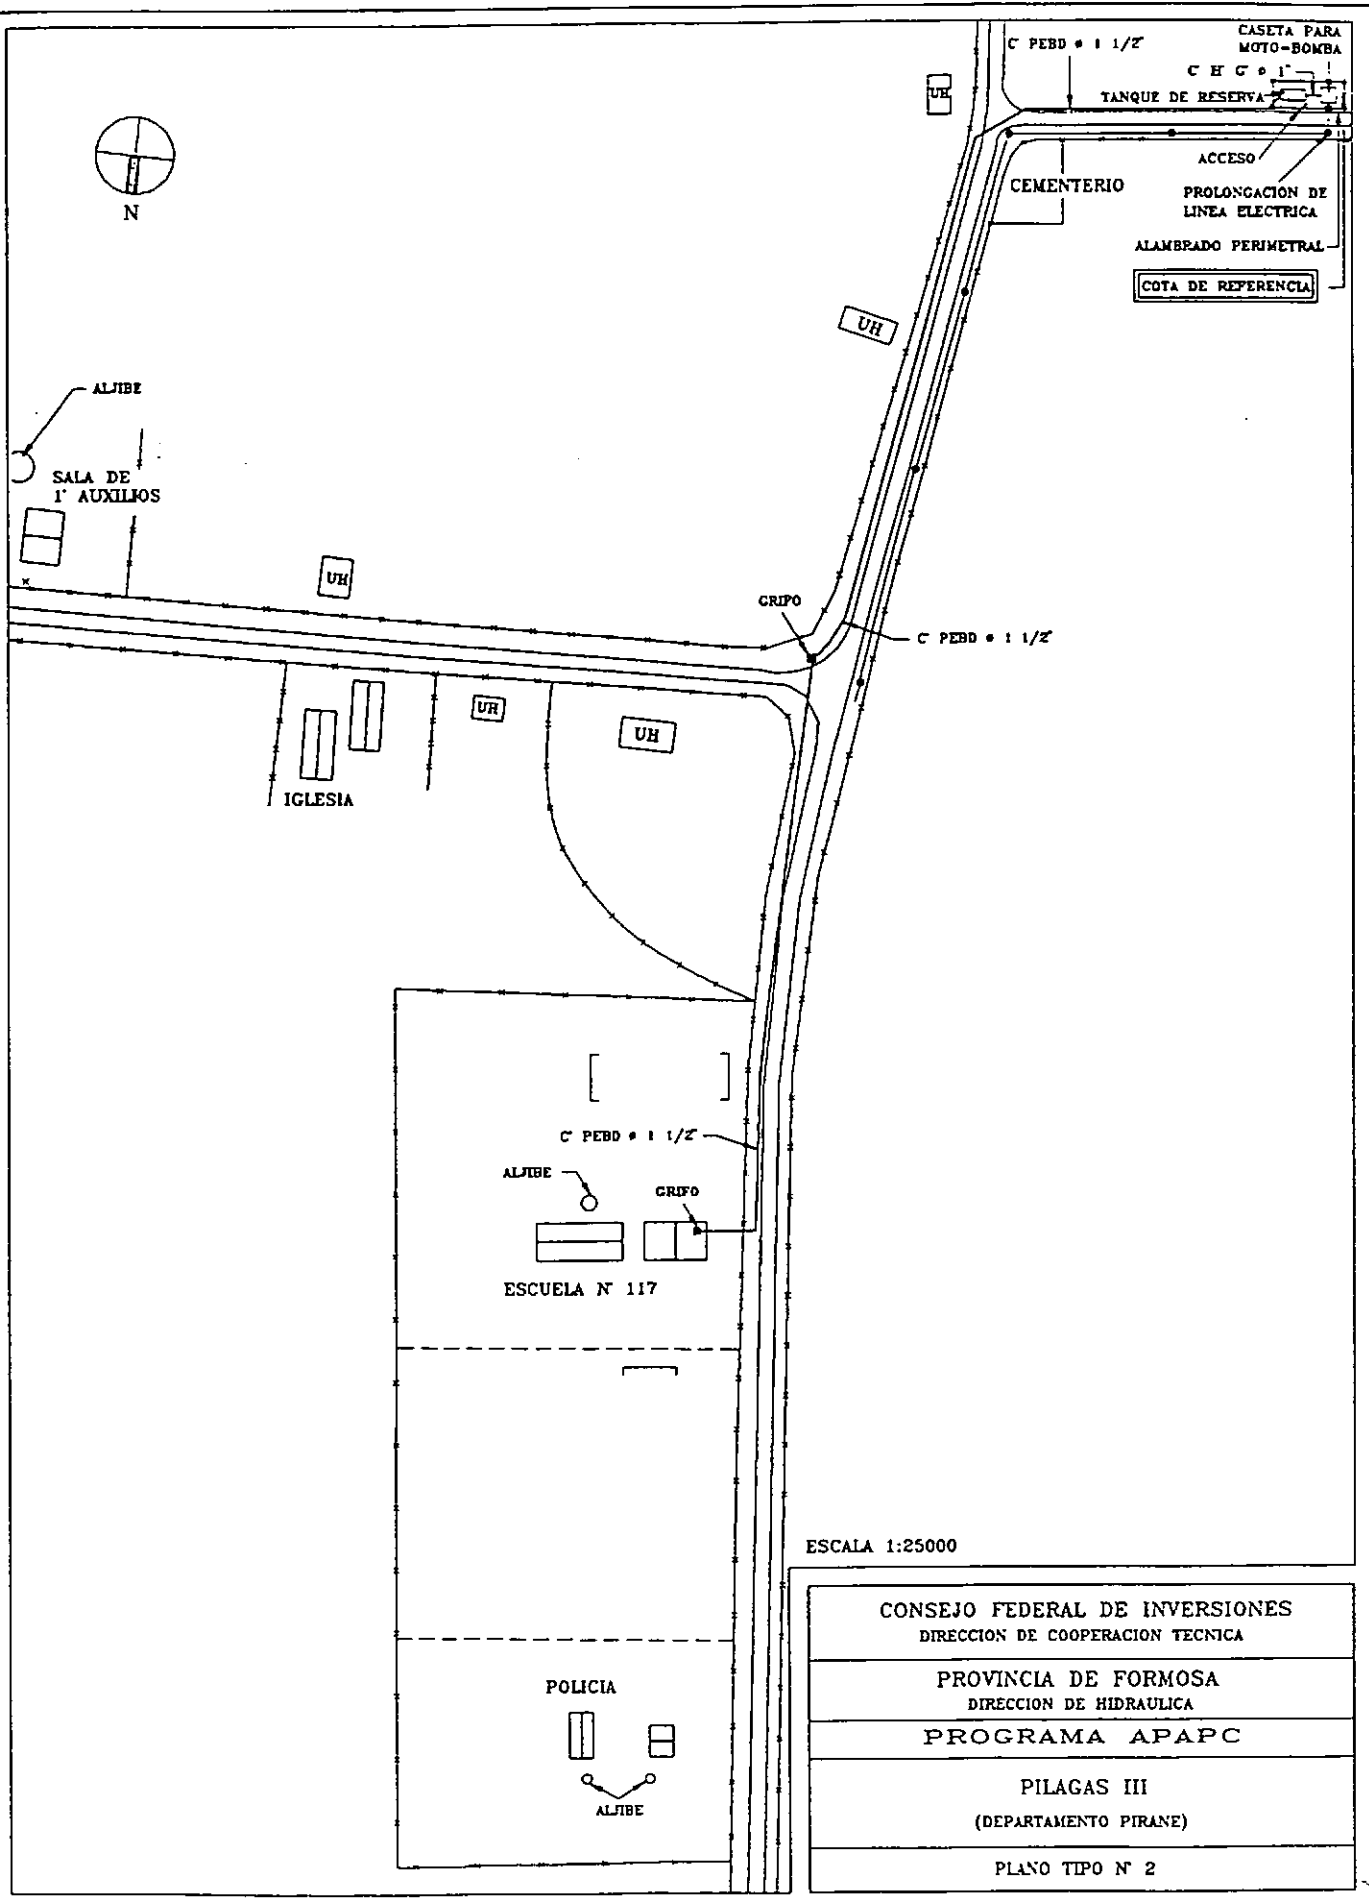 C° PEBD ø 1 1/2"
CASETA PARA
MOTO-BOMBA
C° H° G° ø 1"
TANQUE DE RESERVA
UH
N
ACCESO
CEMENTERIO
PROLONGACION DE
LINEA ELECTRICA
ALAMBRADO PERIMETRAL
COTA DE REFERENCIA
UH
ALJIBE
SALA DE
1° AUXILIOS
UH
GRIFO
C° PEBD ø 1 1/2"
UH
UH
IGLESIA
C° PEBD ø 1 1/2"
ALJIBE
GRIFO
ESCUELA N° 117
ESCALA 1:25000
CONSEJO FEDERAL DE INVERSIONES
DIRECCION DE COOPERACION TECNICA
PROVINCIA DE FORMOSA
DIRECCION DE HIDRAULICA
PROGRAMA APAPC
POLICIA
ALJIBE
PILAGAS III
(DEPARTAMENTO PIRANE)
PLANO TIPO N° 2